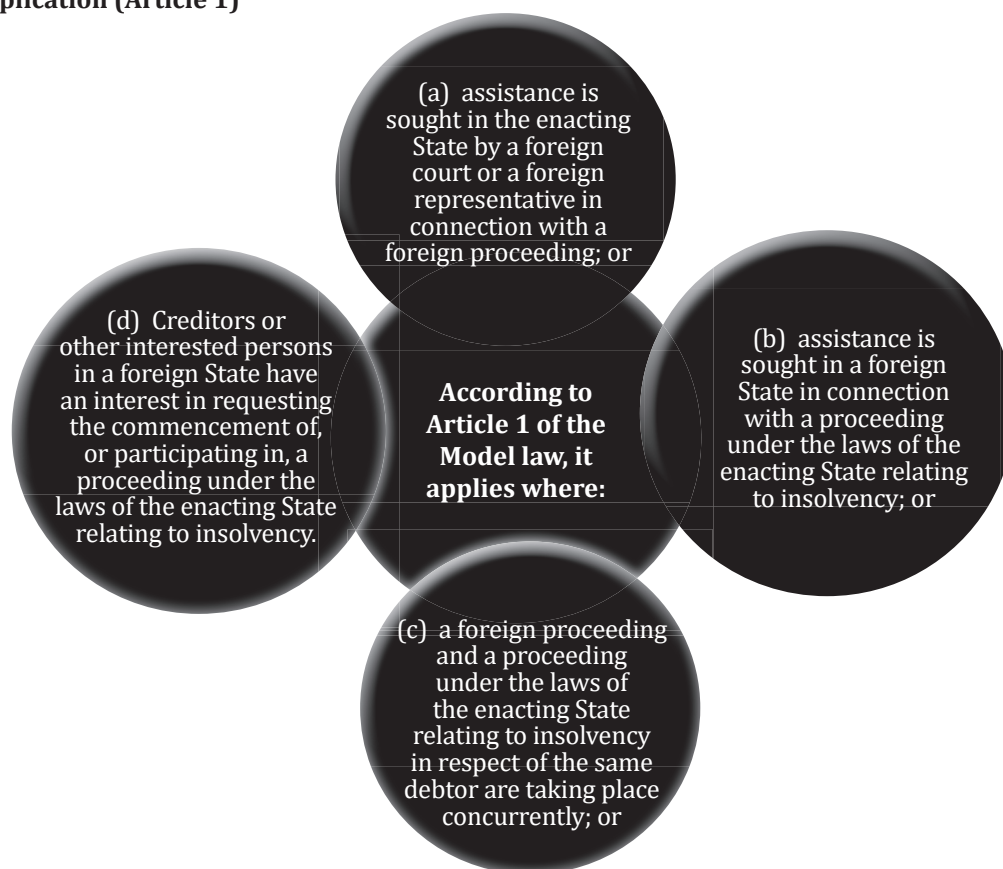 plication (Article 1)
(a) assistance is
sought in the enacting
State by a foreign
court or a foreign
representative in
connection with a
foreign proceeding; or
(b) assistance is
sought in a foreign
State in connection
with a proceeding
under the laws of the
enacting State relating
to insolvency; or
(c) a foreign proceeding
and a proceeding
under the laws of
the enacting State
relating to insolvency
in respect of the same
debtor are taking place
concurrently; or
(d) Creditors or
other interested persons
in a foreign State have
an interest in requesting
the commencement of,
or participating in, a
proceeding under the
laws of the enacting State
relating to insolvency.
According to
Article 1 of the
Model law, it
applies where: